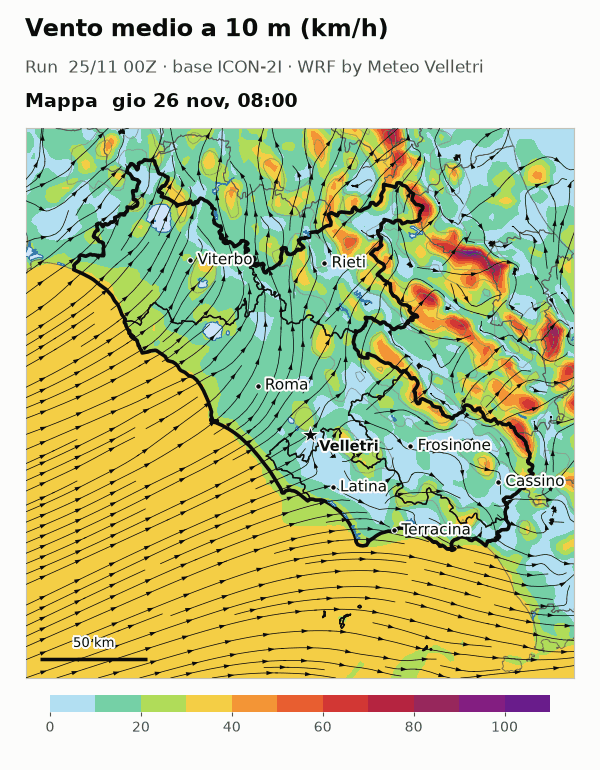 Vento medio a 10 m (km/h)
Run 25/11 00Z · base ICON-2I · WRF by Meteo Velletri
Mappa gio 26 nov, 08:00
Viterbo
Rieti
Roma
Velletri
Frosinone
Cassino
Latina
Terracina
50 km
0 20 40 60 80 100